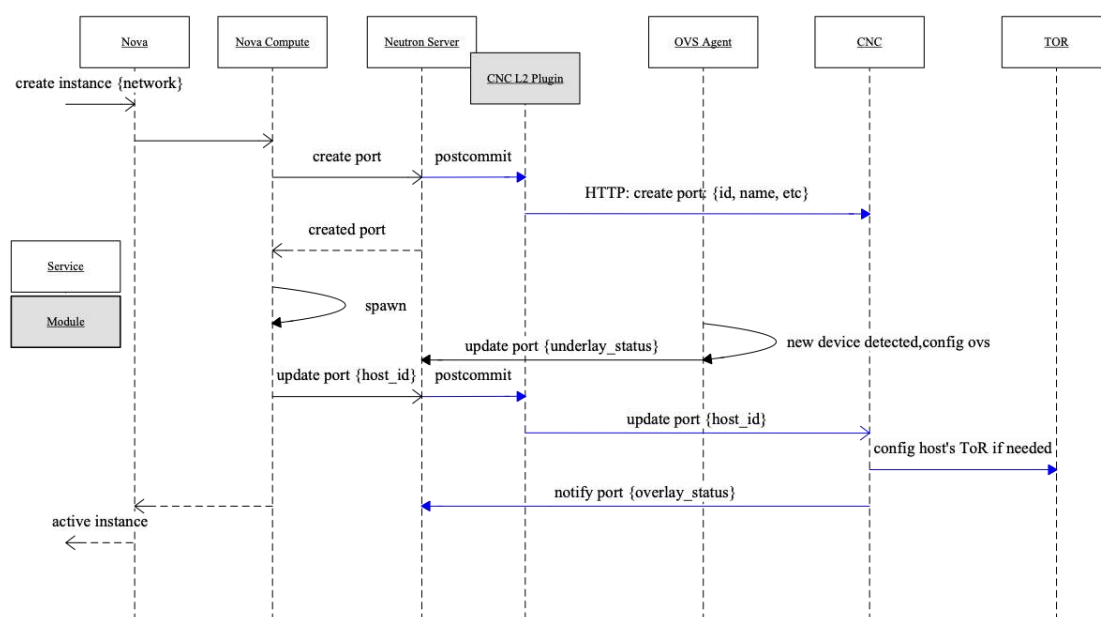 Nova
Nova Compute
Neutron Server
OVS Agent
CNC
TOR
CNC L2 Plugin
create instance {network}
create port
postcommit
HTTP: create port: {id, name, etc}
created port
Service
spawn
Module
new device detected,config ovs
update port {underlay_status}
update port {host_id}
postcommit
update port {host_id}
config host's ToR if needed
notify port {overlay_status}
active instance